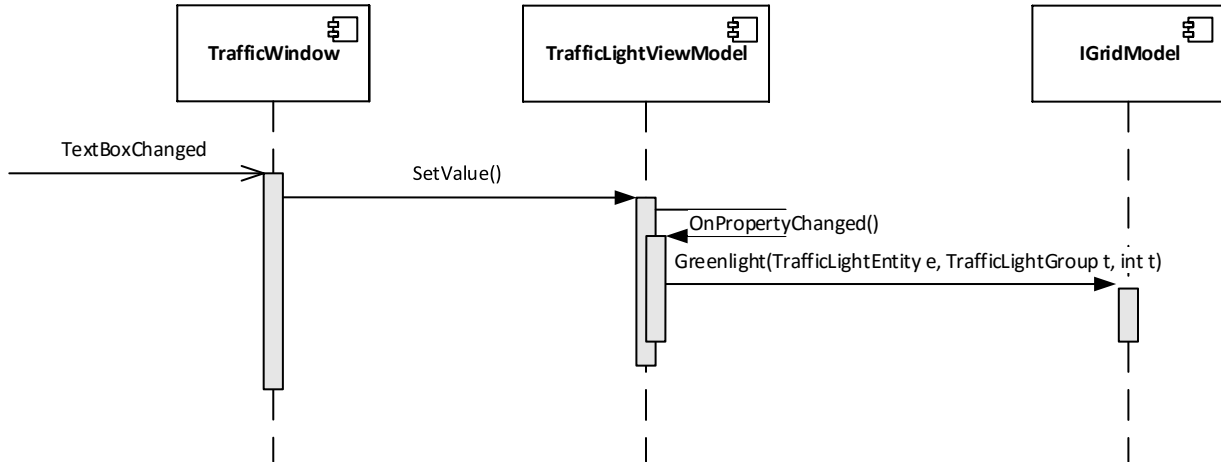 TrafficWindow
TrafficLightViewModel
IGridModel
TextBoxChanged
SetValue()
OnPropertyChanged()
Greenlight(TrafficLightEntity e, TrafficLightGroup t, int t)